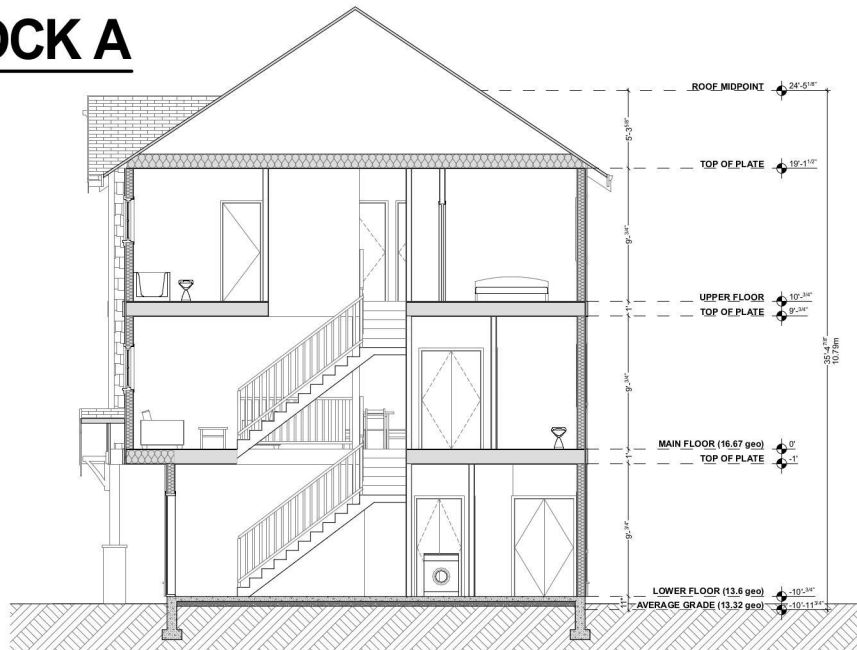 OCK A
ROOF MIDPOINT 24'-5 1/8"
5'-3 5/8"
TOP OF PLATE 19'-1 1/2"
9'-3/4"
UPPER FLOOR 10'-3/4"
1'
TOP OF PLATE 9'-3/4"
35'-4 7/8"
10.79m
9'-3/4"
MAIN FLOOR (16.67 geo) 0'
1'
TOP OF PLATE -1'
9'-3/4"
LOWER FLOOR (13.6 geo) -10'-3/4"
11"
AVERAGE GRADE (13.32 geo) -10'-11 3/4"